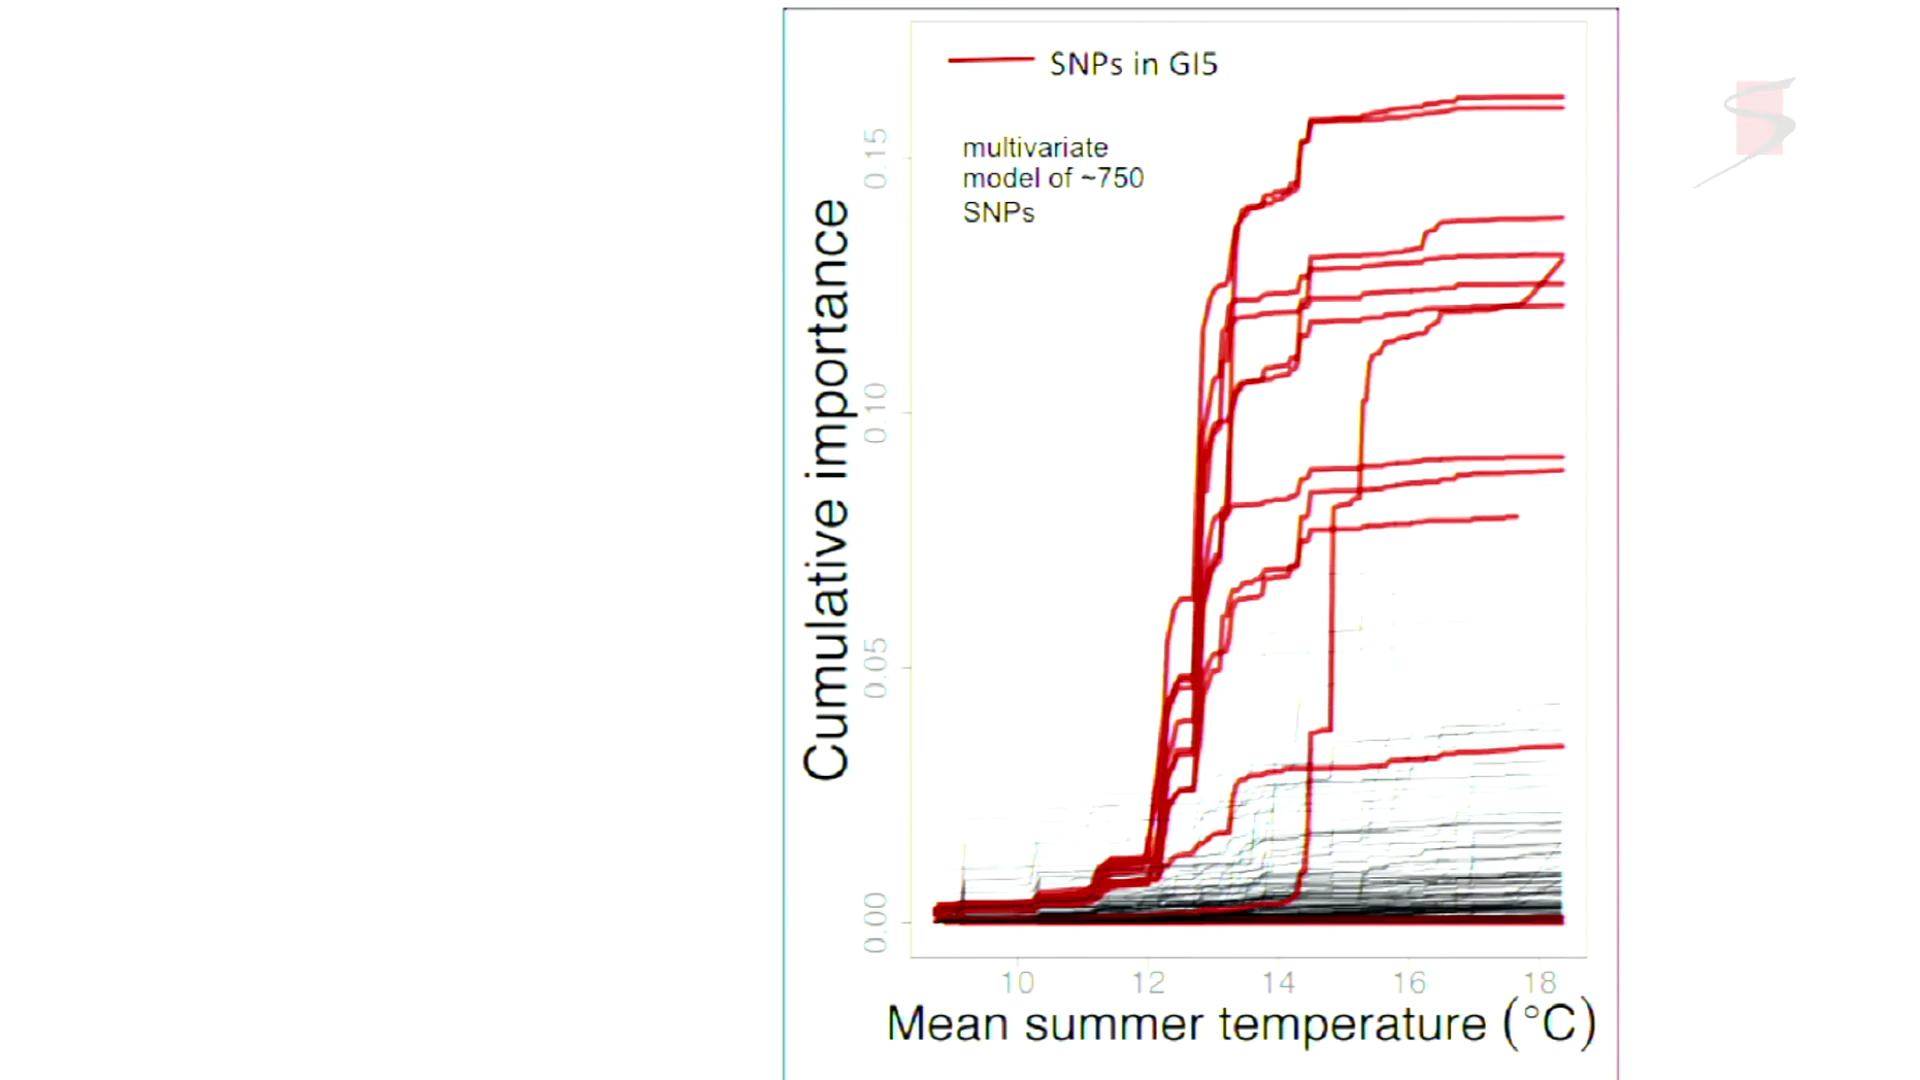 SNPs in GI5
multivariate
model of ~750
SNPs
Cumulative importance
0.15
0.10
0.05
0.00
10 12 14 16 18
Mean summer temperature (°C)